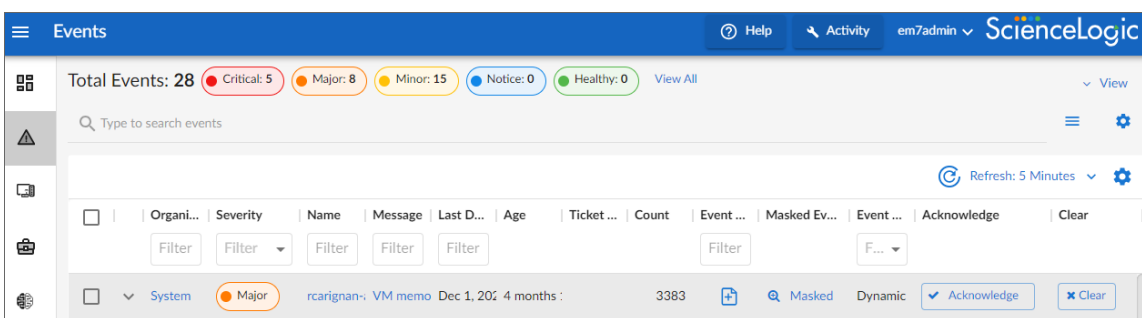 Events Help Activity em7admin ScienceLogic
Total Events: 28 Critical: 5 Major: 8 Minor: 15 Notice: 0 Healthy: 0 View All View
Type to search events
Refresh: 5 Minutes
Organi... Severity Name Message Last D... Age Ticket ... Count Event ... Masked Ev... Event ... Acknowledge Clear
Filter Filter Filter Filter Filter Filter F...
System Major rcarignan- VM memo Dec 1, 202 4 months 3383 Masked Dynamic Acknowledge Clear